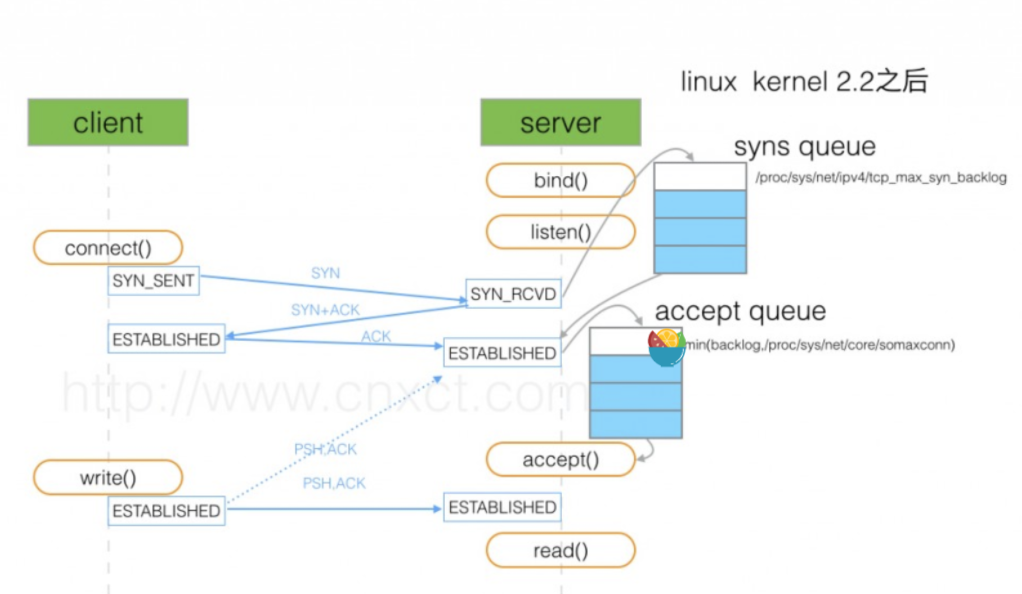 linux kernel 2.2之后
client
server
syns queue
/proc/sys/net/ipv4/tcp_max_syn_backlog
bind()
listen()
connect()
SYN_SENT
SYN
SYN_RCVD
SYN+ACK
ESTABLISHED
ACK
ESTABLISHED
accept queue
min(backlog,/proc/sys/net/core/somaxconn)
http://www.cnxct.com
PSH,ACK
accept()
write()
PSH,ACK
ESTABLISHED
ESTABLISHED
read()